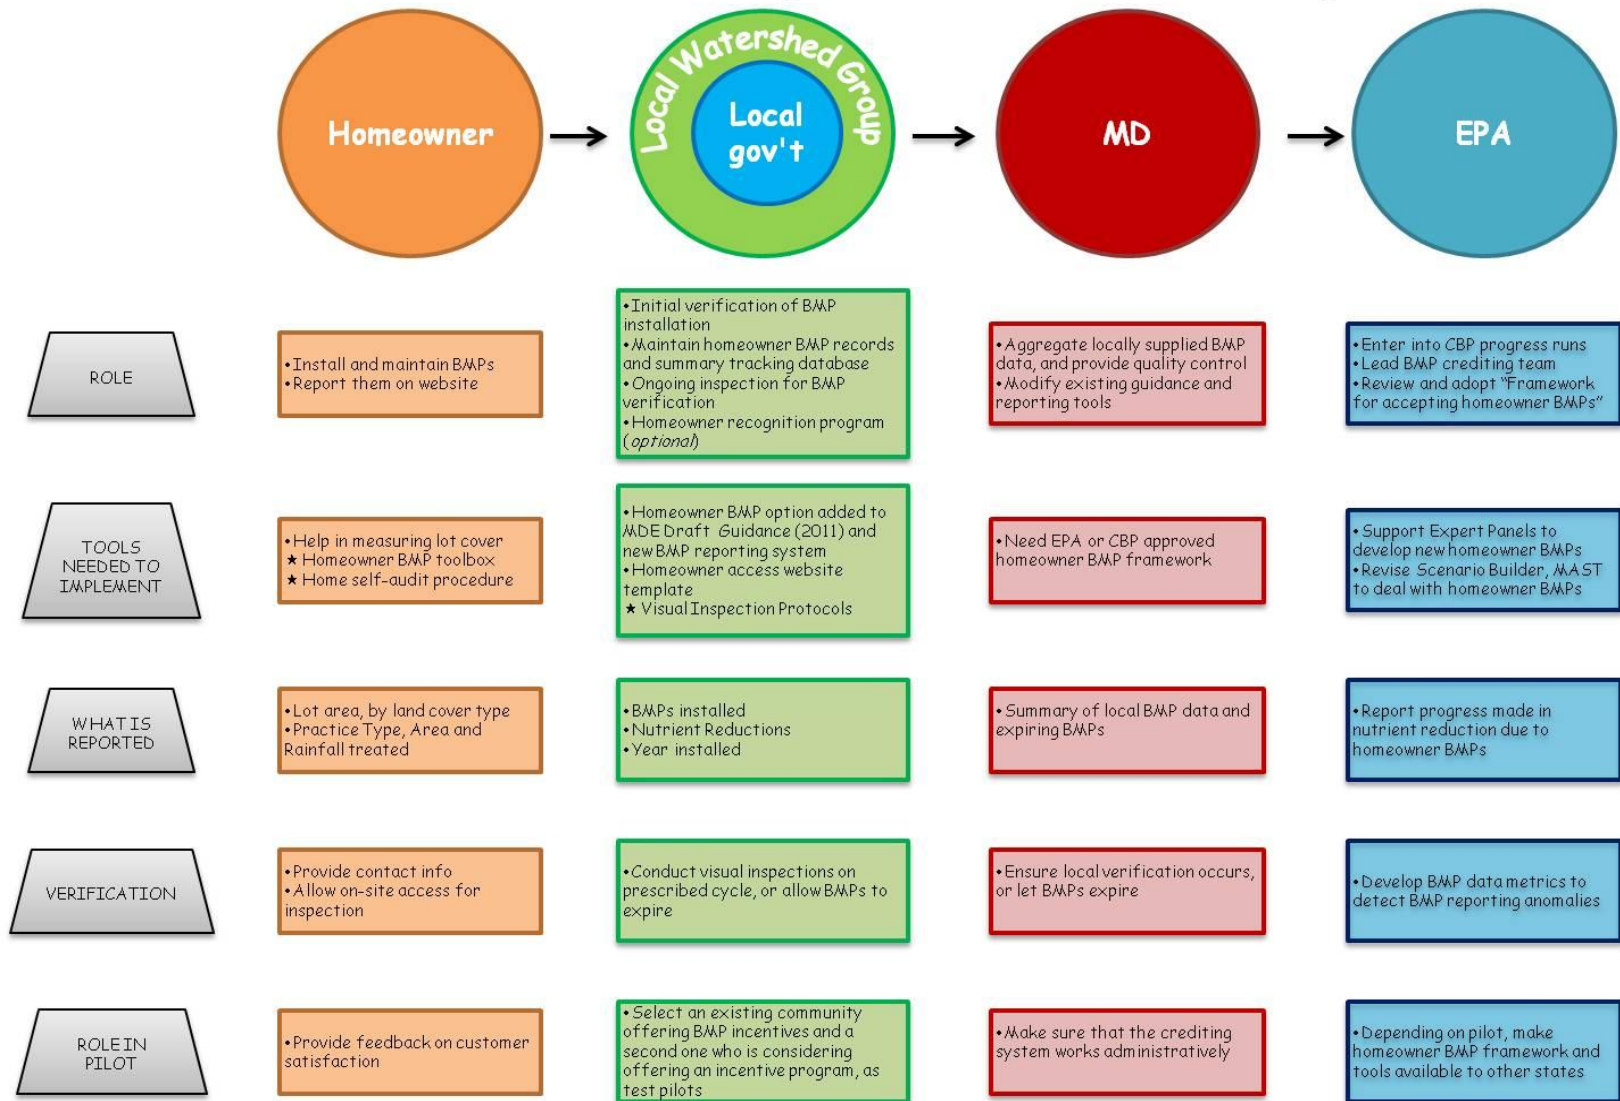 Homeowner
Local Watershed Group
Local
gov't
MD
EPA
ROLE
•Install and maintain BMPs
•Report them on website
•Initial verification of BMP
installation
•Maintain homeowner BMP records
and summary tracking database
•Ongoing inspection for BMP
verification
•Homeowner recognition program
(optional)
•Aggregate locally supplied BMP
data, and provide quality control
•Modify existing guidance and
reporting tools
•Enter into CBP progress runs
•Lead BMP crediting team
•Review and adopt "Framework
for accepting homeowner BMPs"
TOOLS
NEEDED TO
IMPLEMENT
•Help in measuring lot cover
★ Homeowner BMP toolbox
★ Home self-audit procedure
•Homeowner BMP option added to
MDE Draft Guidance (2011) and
new BMP reporting system
•Homeowner access website
template
★ Visual Inspection Protocols
•Need EPA or CBP approved
homeowner BMP framework
•Support Expert Panels to
develop new homeowner BMPs
•Revise Scenario Builder, MAST
to deal with homeowner BMPs
WHAT IS
REPORTED
•Lot area, by land cover type
•Practice Type, Area and
Rainfall treated
•BMPs installed
•Nutrient Reductions
•Year installed
•Summary of local BMP data and
expiring BMPs
•Report progress made in
nutrient reduction due to
homeowner BMPs
VERIFICATION
•Provide contact info
•Allow on-site access for
inspection
•Conduct visual inspections on
prescribed cycle, or allow BMPs to
expire
•Ensure local verification occurs,
or let BMPs expire
•Develop BMP data metrics to
detect BMP reporting anomalies
ROLE IN
PILOT
•Provide feedback on customer
satisfaction
•Select an existing community
offering BMP incentives and a
second one who is considering
offering an incentive program, as
test pilots
•Make sure that the crediting
system works administratively
•Depending on pilot, make
homeowner BMP framework and
tools available to other states